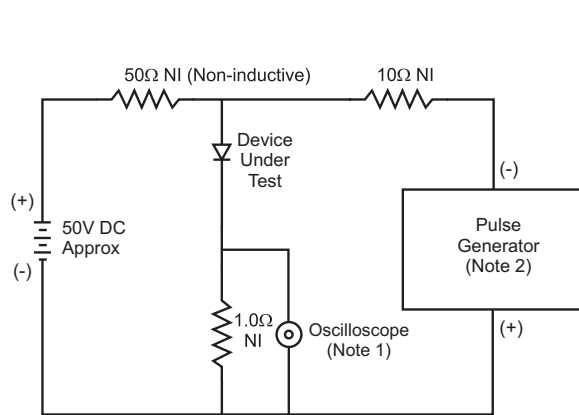 50Ω NI (Non-inductive)
10Ω NI
Device
Under
Test
(-)
(+)
50V DC
Approx
(-)
Pulse
Generator
(Note 2)
1.0Ω
NI
Oscilloscope
(Note 1)
(+)